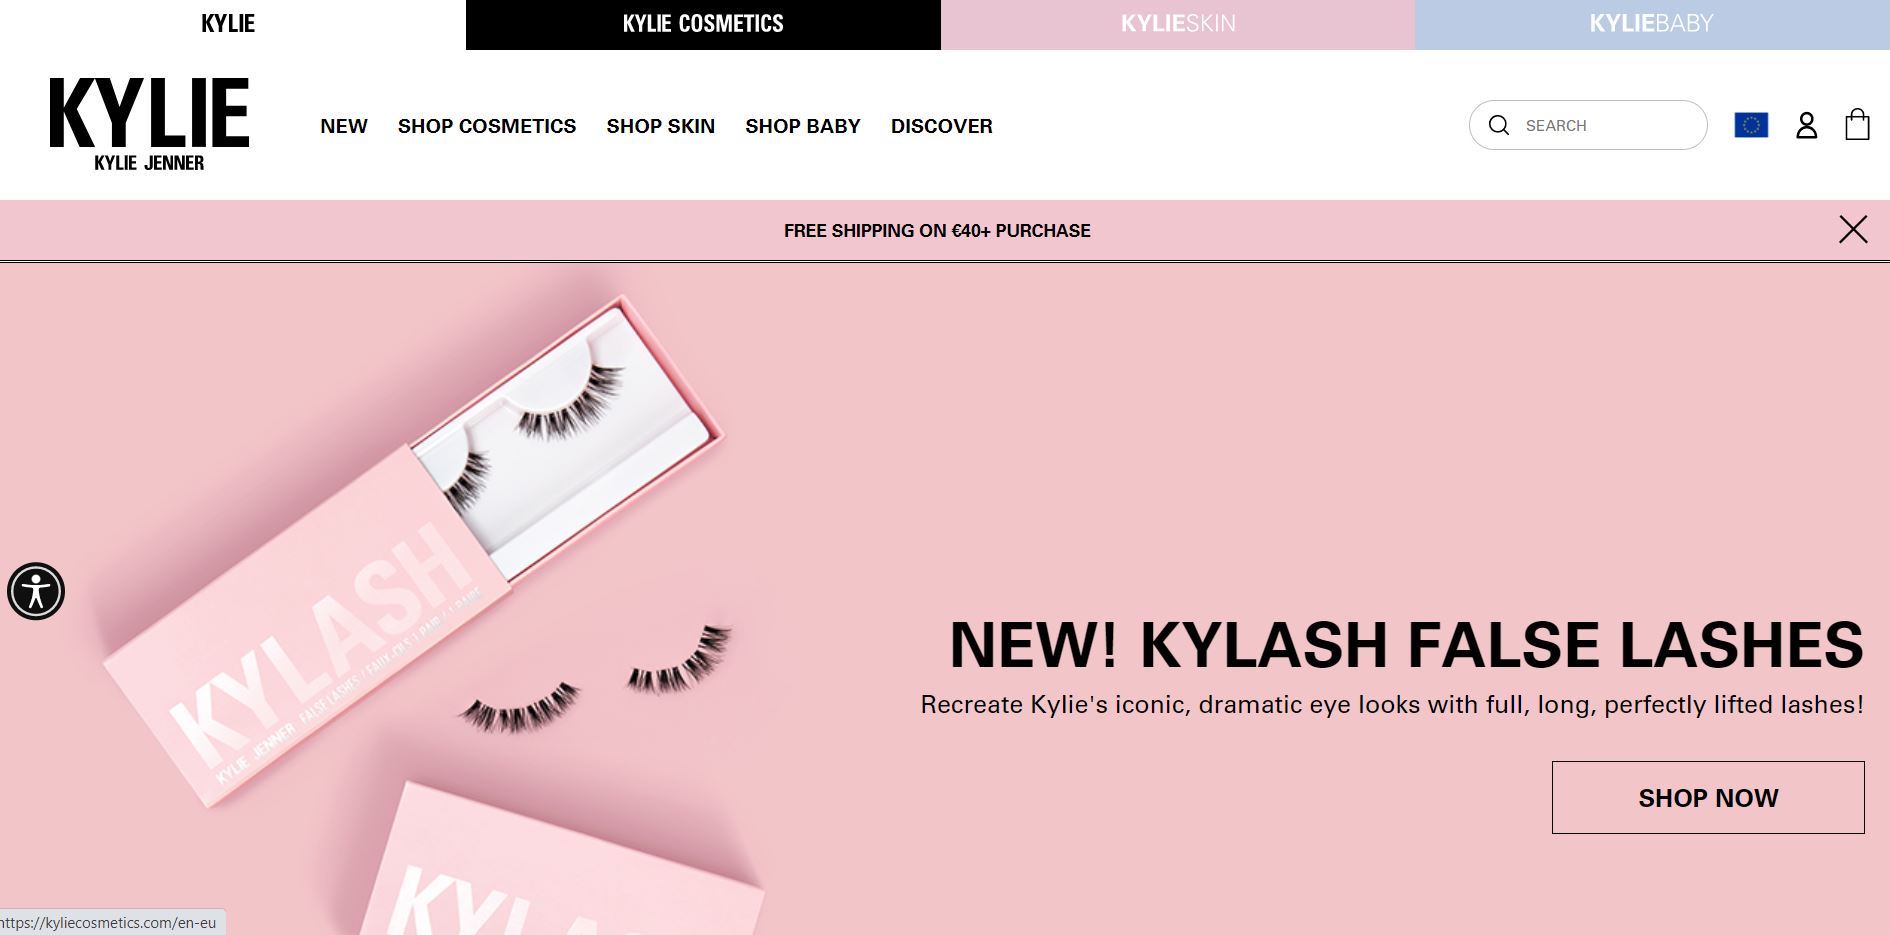 KYLIE
KYLIE COSMETICS
KYLIESKIN
KYLIEBABY
KYLIE
KYLIE JENNER
NEW
SHOP COSMETICS
SHOP SKIN
SHOP BABY
DISCOVER
SEARCH
FREE SHIPPING ON €40+ PURCHASE
KYLASH
KYLIE JENNER FALSE LASHES / FAUX-CILS 1 PAIR / 1 PAIRE
NEW! KYLASH FALSE LASHES
Recreate Kylie's iconic, dramatic eye looks with full, long, perfectly lifted lashes!
SHOP NOW
KYLAS
https://kyliecosmetics.com/en-eu